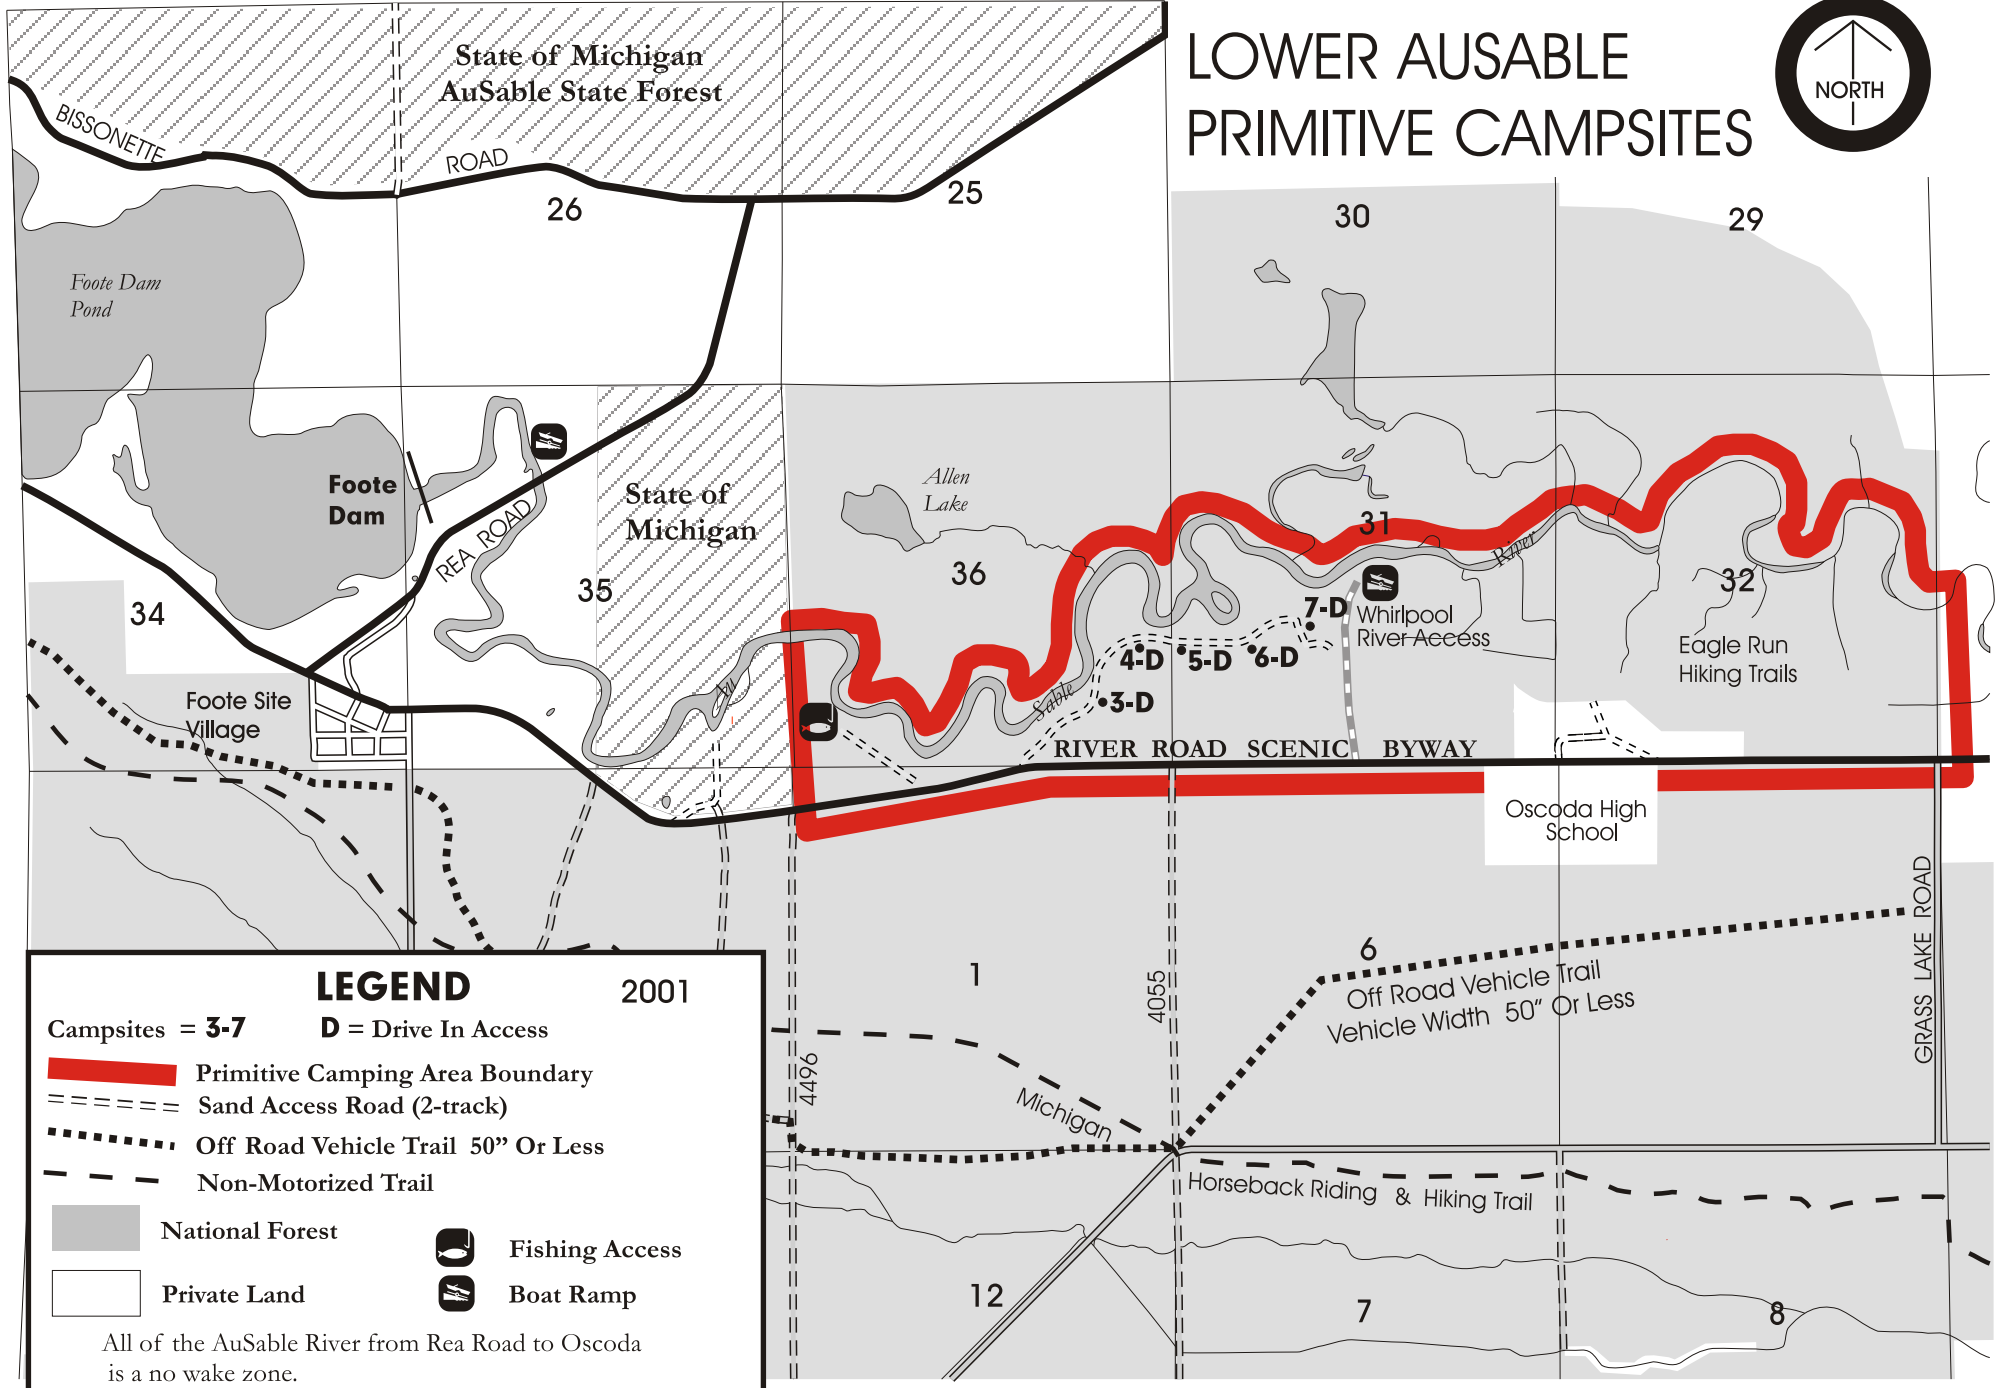 LOWER AUSABLE
PRIMITIVE CAMPSITES
NORTH
State of Michigan
AuSable State Forest
BISSONETTE
ROAD
26
25
30
29
Foote Dam
Pond
Foote
Dam
REA ROAD
State of
Michigan
Allen
Lake
34
35
36
31
32
River
7-D
Whirlpool
River Access
4-D
5-D
6-D
3-D
Au
Sable
Eagle Run
Hiking Trails
Foote Site
Village
RIVER ROAD SCENIC BYWAY
Oscoda High
School
GRASS LAKE ROAD
1
6
Off Road Vehicle Trail
Vehicle Width 50" Or Less
4055
4496
Michigan
Horseback Riding & Hiking Trail
12
7
8
LEGEND
2001
Campsites = 3-7
D = Drive In Access
Primitive Camping Area Boundary
Sand Access Road (2-track)
Off Road Vehicle Trail 50” Or Less
Non-Motorized Trail
National Forest
Fishing Access
Private Land
Boat Ramp
All of the AuSable River from Rea Road to Oscoda
is a no wake zone.